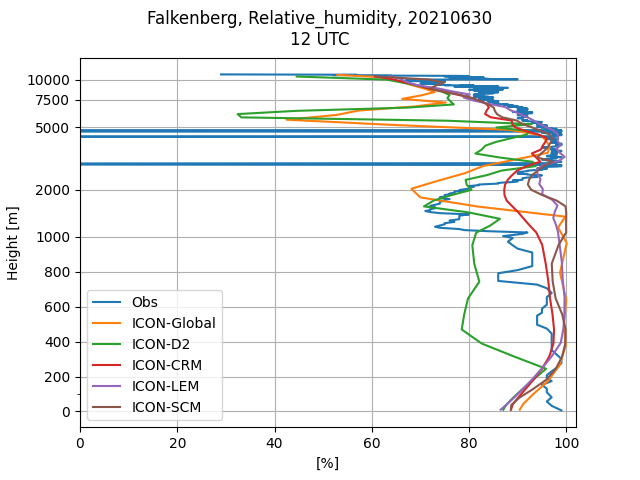 Falkenberg, Relative_humidity, 20210630
12 UTC
Height [m]
10000
7500
5000
2000
1000
800
600
400
200
0
Obs
ICON-Global
ICON-D2
ICON-CRM
ICON-LEM
ICON-SCM
0 20 40 60 80 100
[%]